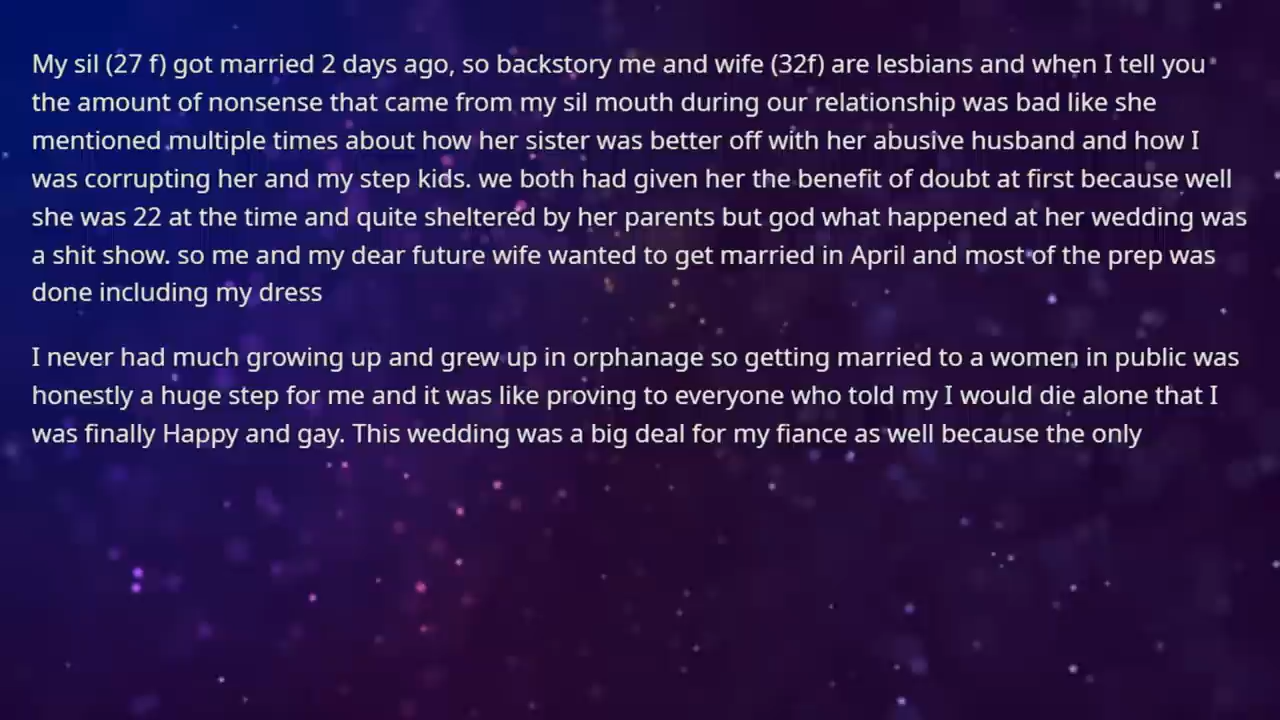 My sil (27 f) got married 2 days ago, so backstory me and wife (32f) are lesbians and when I tell you
the amount of nonsense that came from my sil mouth during our relationship was bad like she
mentioned multiple times about how her sister was better off with her abusive husband and how I
was corrupting her and my step kids. we both had given her the benefit of doubt at first because well
she was 22 at the time and quite sheltered by her parents but god what happened at her wedding was
a shit show. so me and my dear future wife wanted to get married in April and most of the prep was
done including my dress
I never had much growing up and grew up in orphanage so getting married to a women in public was
honestly a huge step for me and it was like proving to everyone who told my I would die alone that I
was finally Happy and gay. This wedding was a big deal for my fiance as well because the only